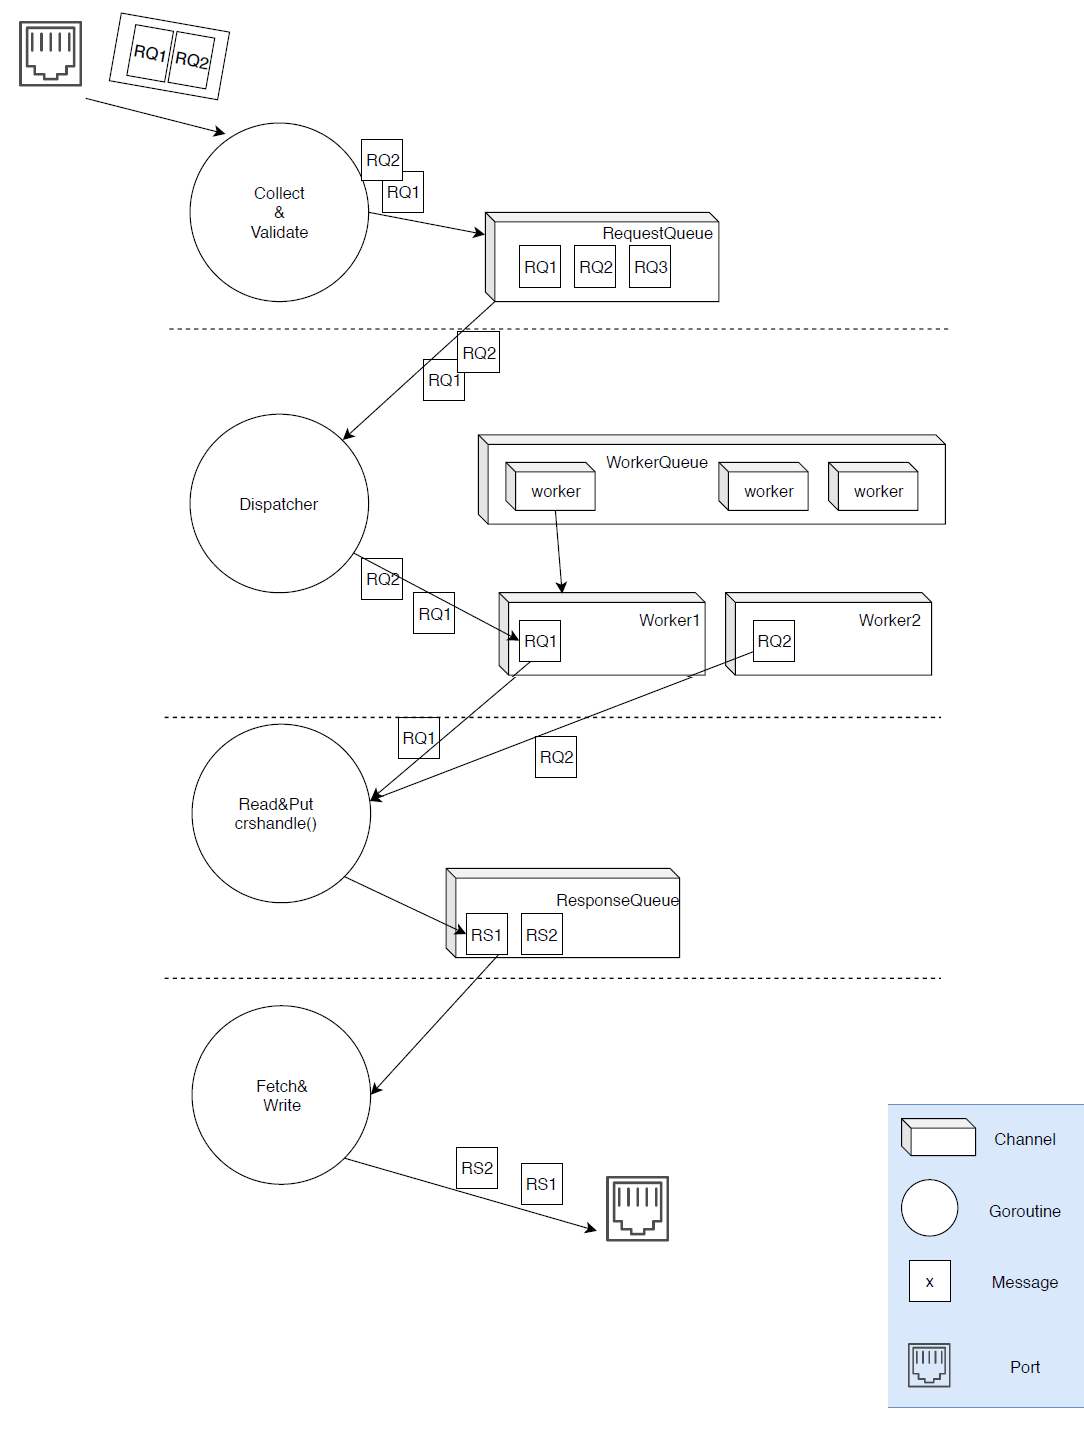 RQ1
RQ2
Collect
&
Validate
RQ2
RQ1
RequestQueue
RQ1
RQ2
RQ3
RQ2
RQ1
Dispatcher
WorkerQueue
worker
worker
worker
RQ2
RQ1
Worker1
RQ1
Worker2
RQ2
RQ1
RQ2
Read&Put
crshandle()
ResponseQueue
RS1
RS2
Fetch&
Write
RS2
RS1
Channel
Goroutine
x
Message
Port